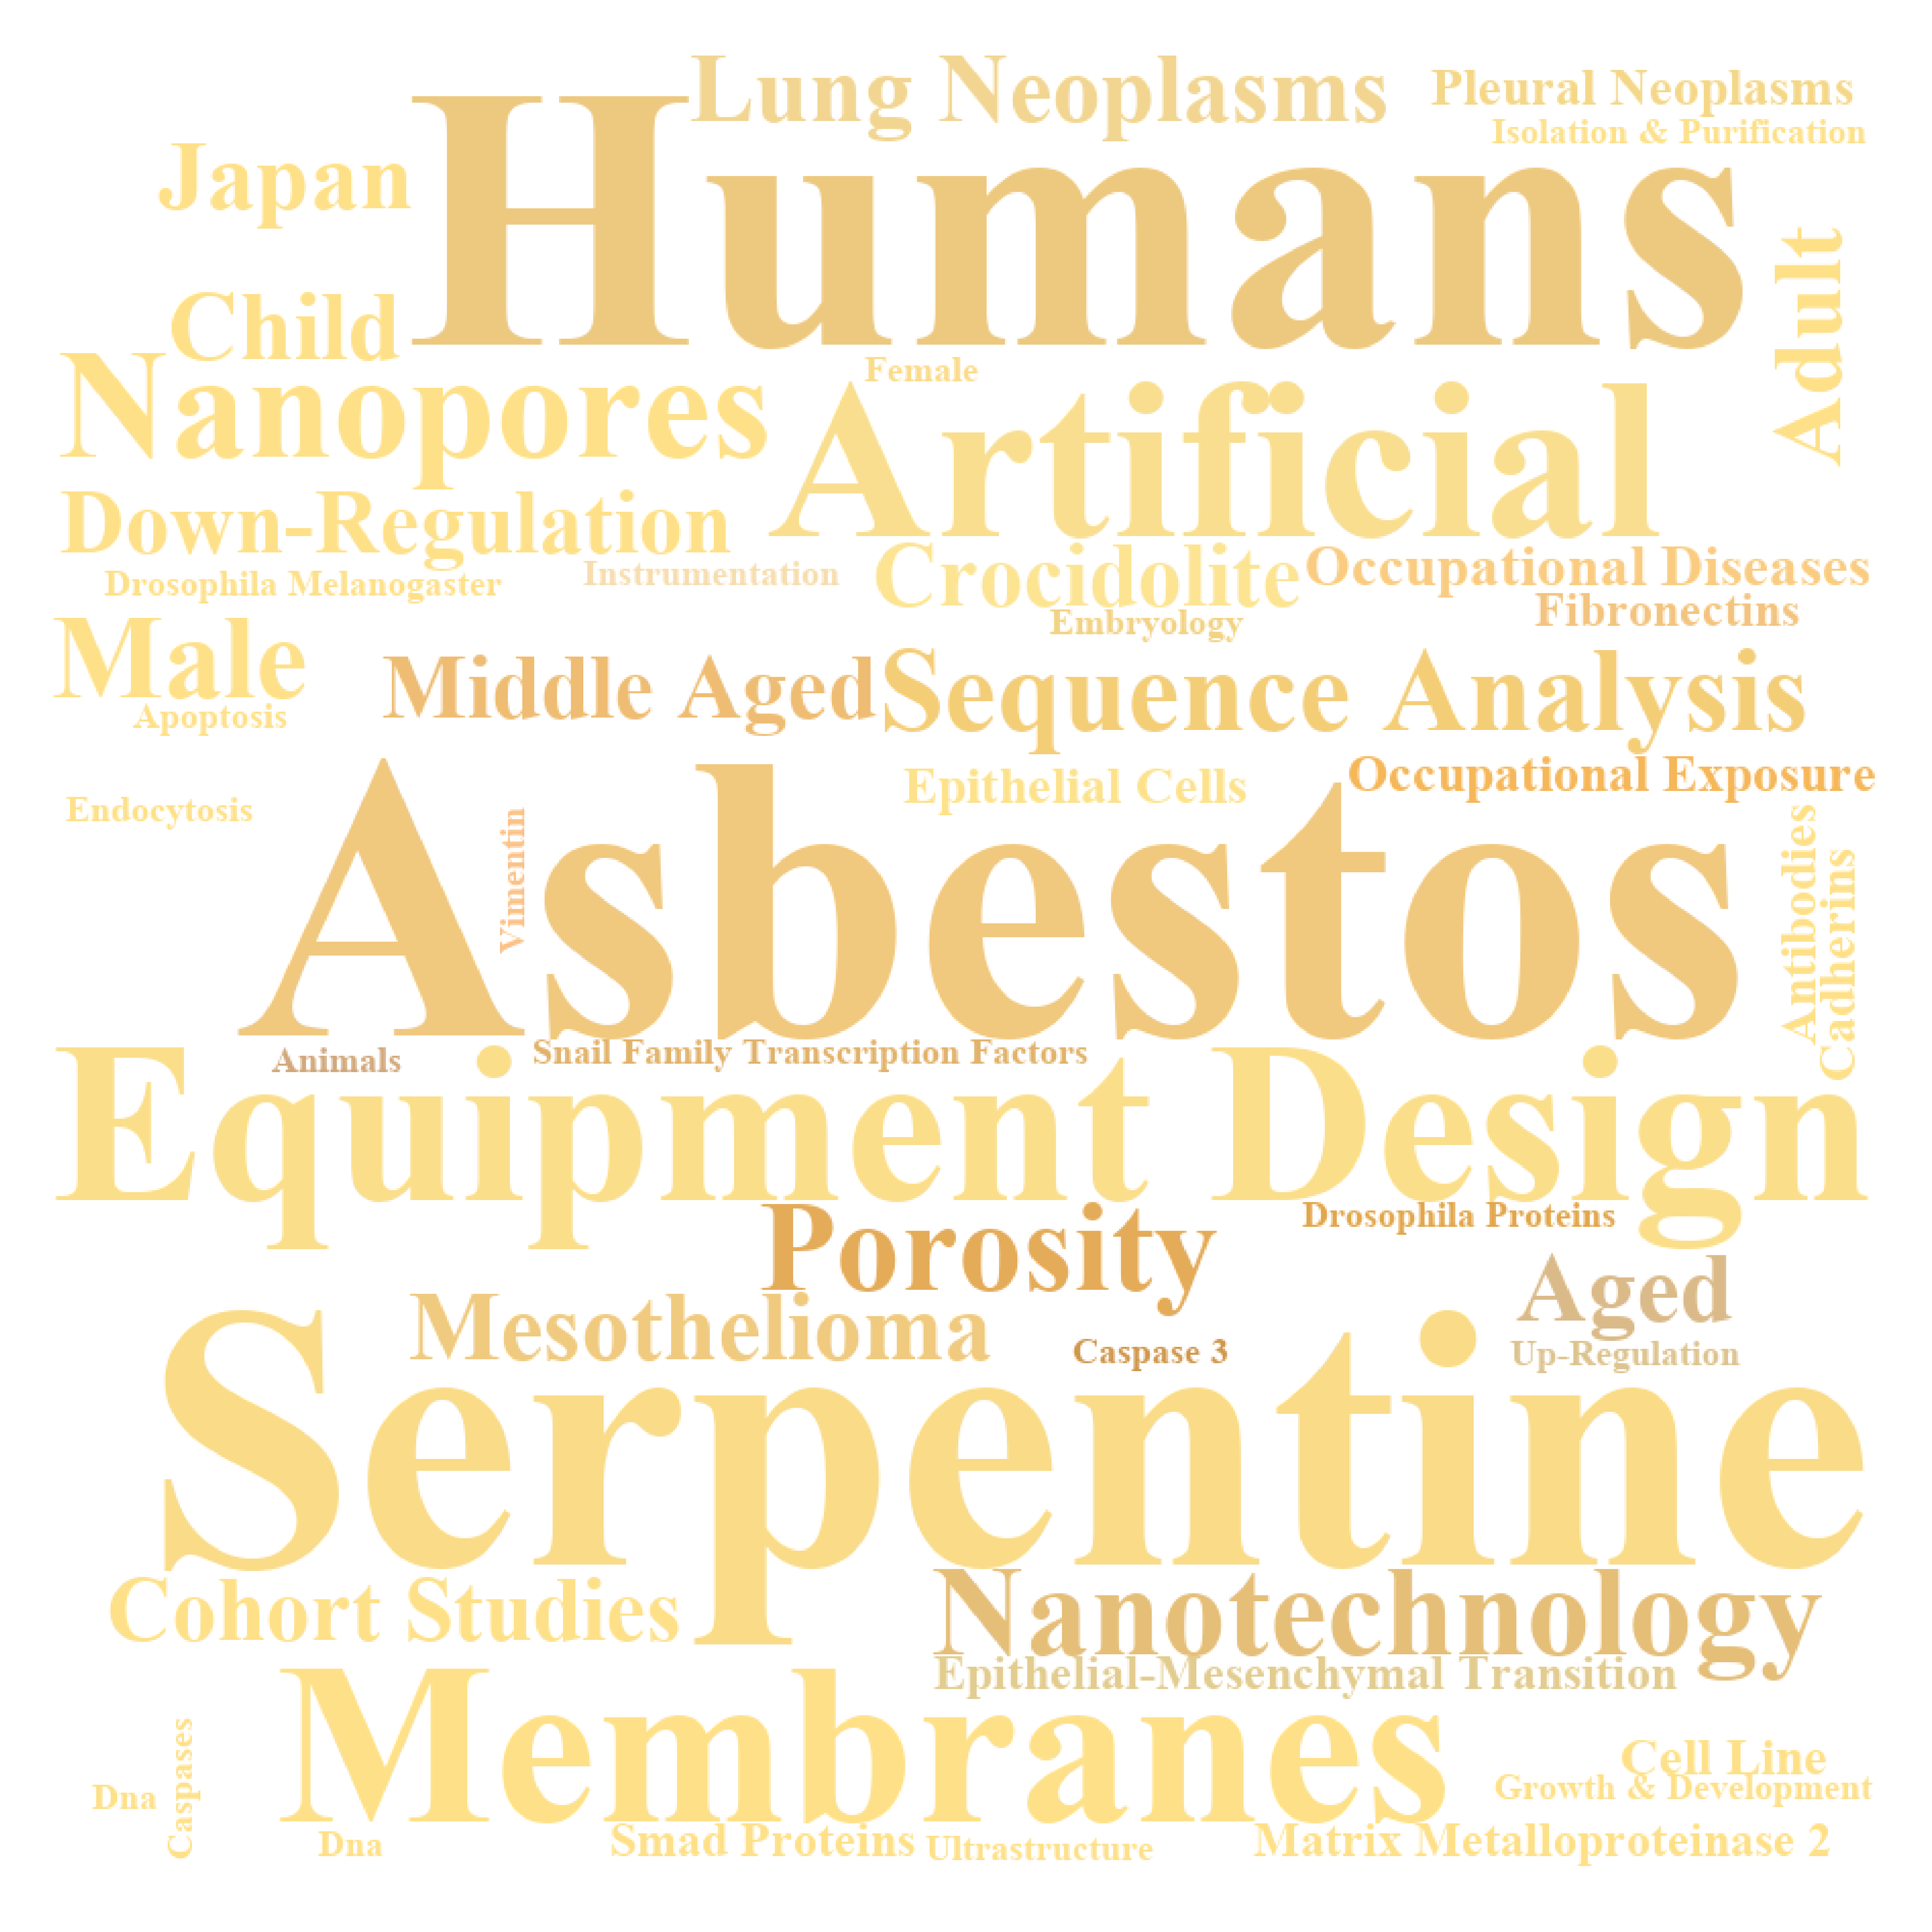 Lung Neoplasms
Pleural Neoplasms
Isolation & Purification
Humans
Japan
Adult
Child
Nanopores
Female
Artificial
Down-Regulation
Drosophila Melanogaster
Instrumentation
Crocidolite
Occupational Diseases
Embryology
Fibronectins
Male
Middle Aged
Sequence Analysis
Apoptosis
Epithelial Cells
Occupational Exposure
Endocytosis
Vimentin
Asbestos
Antibodies
Cadherins
Animals
Snail Family Transcription Factors
Equipment Design
Porosity
Drosophila Proteins
Aged
Mesothelioma
Caspase 3
Up-Regulation
Serpentine
Cohort Studies
Nanotechnology
Epithelial-Mesenchymal Transition
Membranes
Cell Line
Growth & Development
Dna
Caspases
Dna
Smad Proteins
Ultrastructure
Matrix Metalloproteinase 2